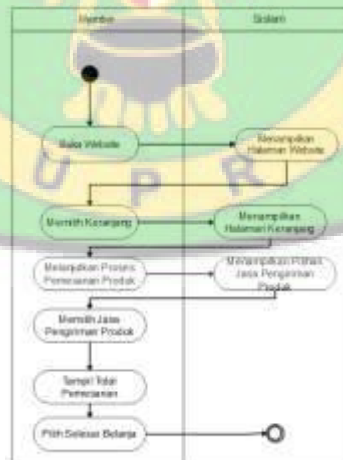 Member
Sistem
Buka Website
Menampilkan
Halaman Website
U P R
Memilih Keranjang
Menampilkan
Halaman Keranjang
Melanjutkan Proses
Pemesanan Produk
Menampilkan Pilihan
Jasa Pengiriman
Produk
Memilih Jasa
Pengiriman Produk
Tampil Total
Pemesanan
Pilih Selesai Belanja